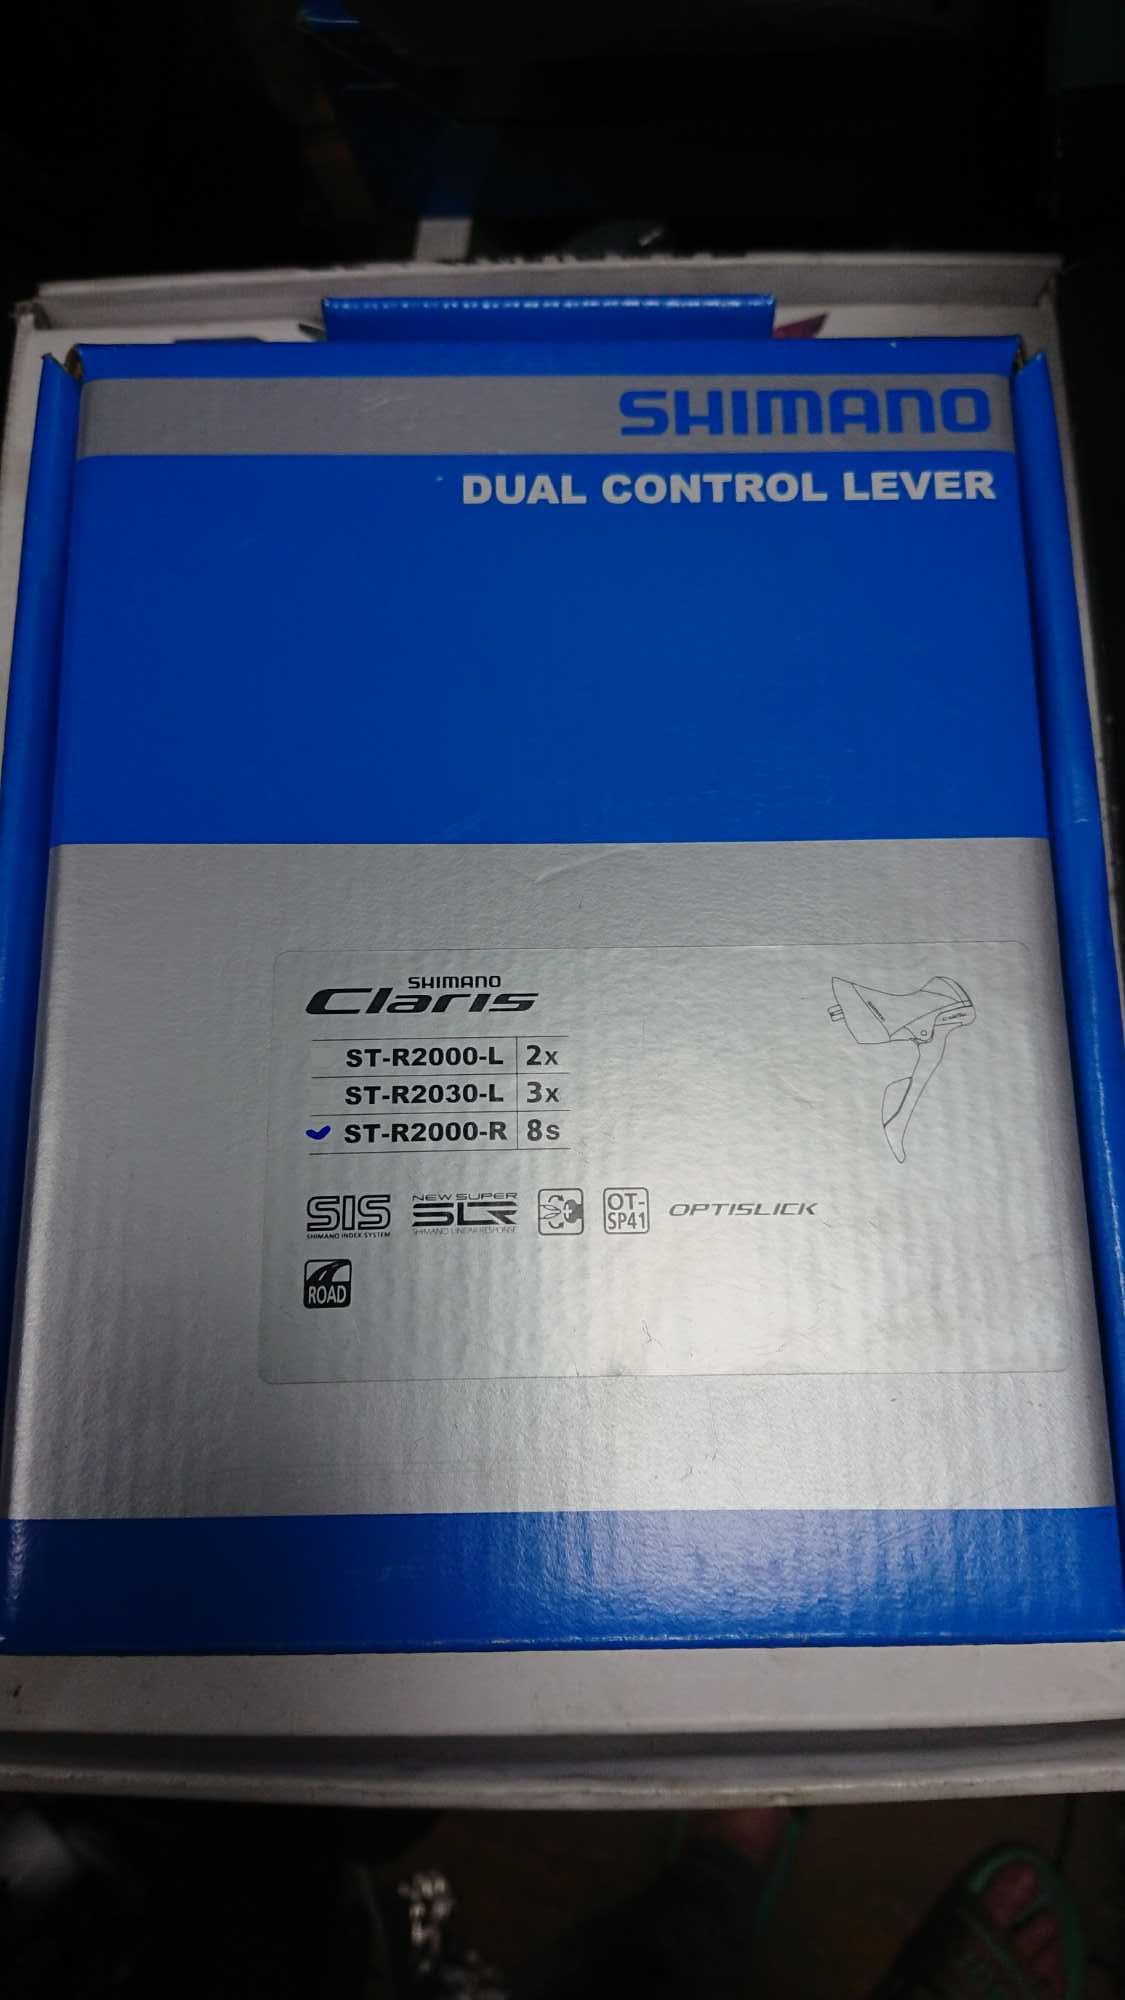 SHIMANO
DUAL CONTROL LEVER
SHIMANO
Claris
ST-R2000-L 2x
ST-R2030-L 3x
ST-R2000-R 8s
SIS
SHIMANO INDEX SYSTEM
NEW SUPER
SLR
SHIMANO LINEAR RESPONSE
OT-
SP41
OPTISLICK
ROAD